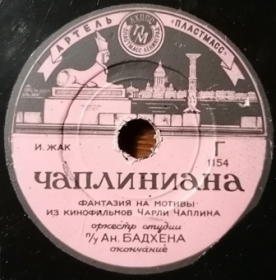 АРТЕЛЬ "ПЛАСТМАСС"
И. ЖАК
Г
1154
ЧАПЛИНИАНА
ФАНТАЗИЯ НА МОТИВЫ
ИЗ КИНОФИЛЬМОВ ЧАРЛИ ЧАПЛИНА
оркестр студии
п/у Ан. БАДХЕНА
окончание